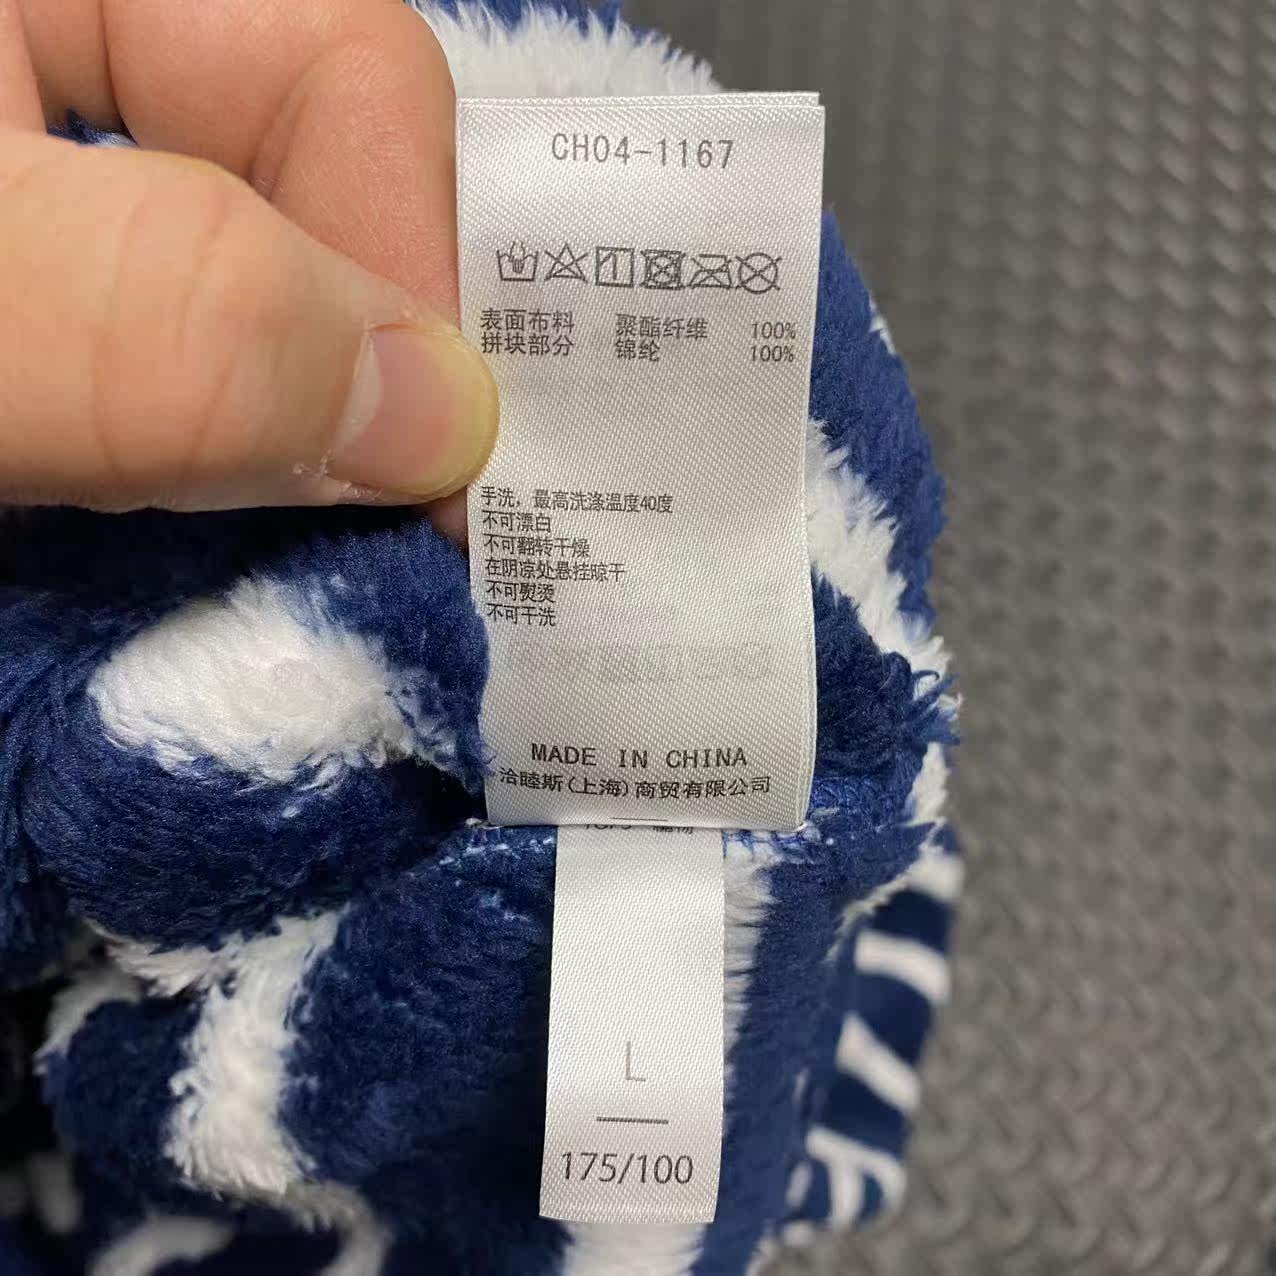 CH04-1167
表面布料 聚酯纤维 100%
拼块部分 锦纶 100%
手洗，最高洗涤温度40度
不可漂白
不可翻转干燥
在阴凉处悬挂晾干
不可熨烫
不可干洗
MADE IN CHINA
洽睦斯(上海)商贸有限公司
L
175/100